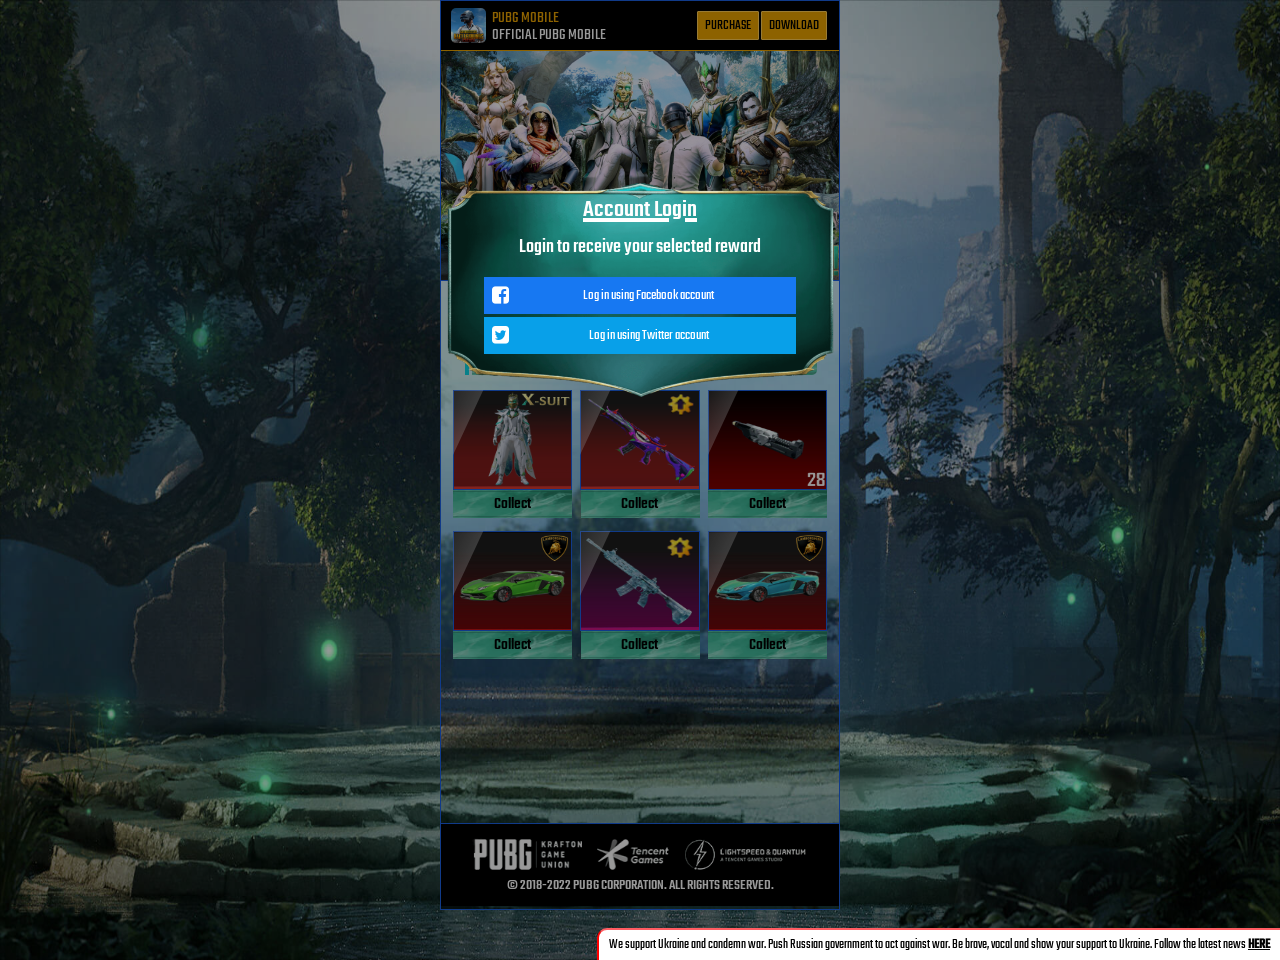 PUBG MOBILE
OFFICIAL PUBG MOBILE
PURCHASE
DOWNLOAD
Account Login
Login to receive your selected reward
Log in using Facebook account
Log in using Twitter account
X-SUIT
28
Collect
Collect
Collect
Collect
Collect
Collect
PUBG
KRAFTON
GAME
UNION
Tencent
Games
LIGHTSPEED & QUANTUM
A TENCENT GAMES STUDIO
© 2018-2022 PUBG CORPORATION. ALL RIGHTS RESERVED.
We support Ukraine and condemn war. Push Russian government to act against war. Be brave, vocal and show your support to Ukraine. Follow the latest news HERE